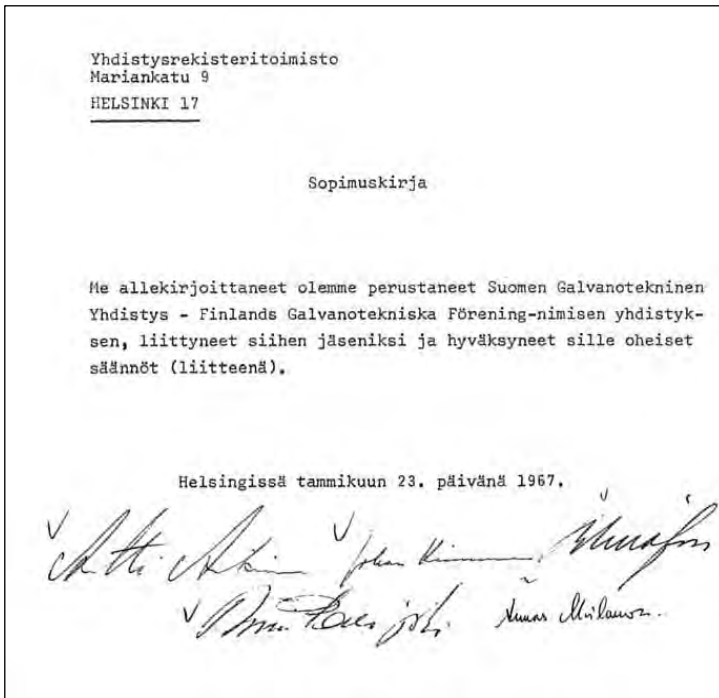 Yhdistysrekisteritoimisto
Mariankatu 9
HELSINKI 17
Sopimuskirja
Me allekirjoittaneet olemme perustaneet Suomen Galvanotekninen
Yhdistys - Finlands Galvanotekniska Förening-nimisen yhdistyk-
sen, liittyneet siihen jäseniksi ja hyväksyneet sille oheiset
säännöt (liitteenä).
Helsingissä tammikuun 23. päivänä 1967.
Antti